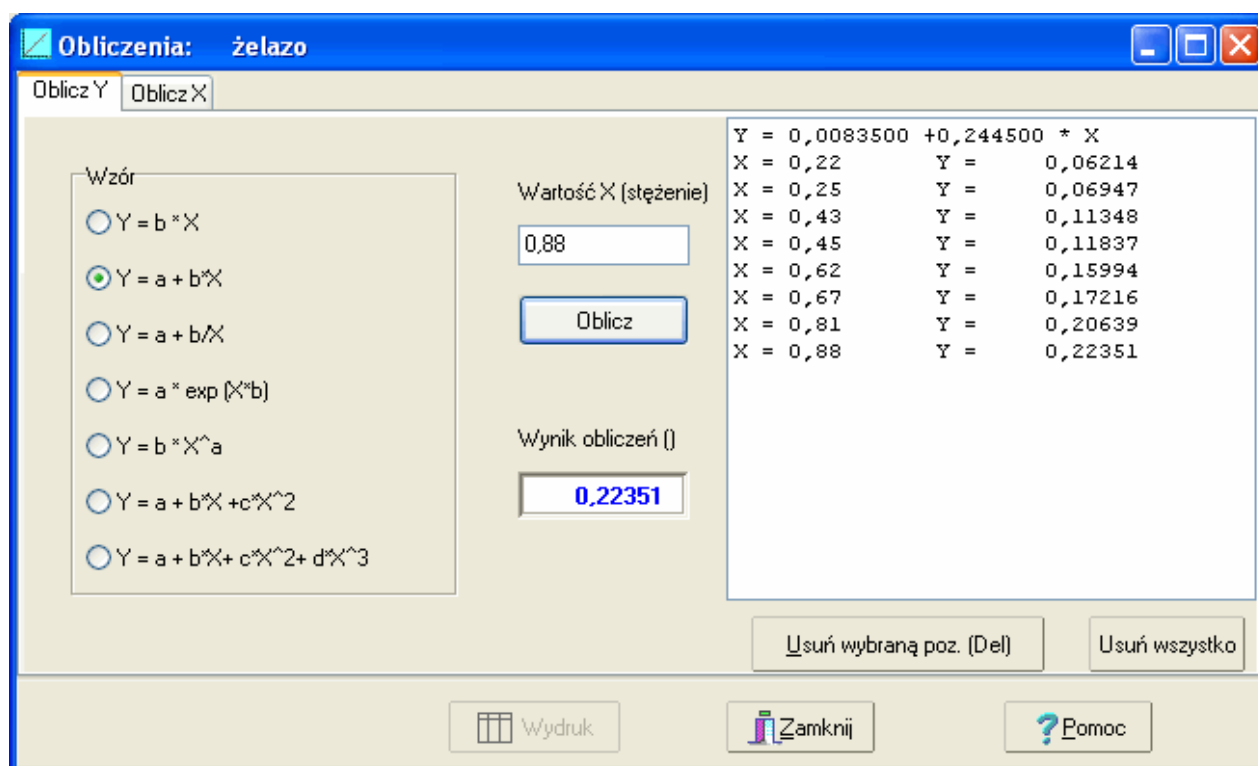 Obliczenia: żelazo
Oblicz Y
Oblicz X
Wzór
Y = b * X
Y = a + b*X
Y = a + b/X
Y = a * exp (X*b)
Y = b * X^a
Y = a + b*X +c*X^2
Y = a + b*X+ c*X^2+ d*X^3
Wartość X (stężenie)
0,88
Oblicz
Wynik obliczeń ()
0,22351
Y = 0,0083500 +0,244500 * X
X = 0,22 Y = 0,06214
X = 0,25 Y = 0,06947
X = 0,43 Y = 0,11348
X = 0,45 Y = 0,11837
X = 0,62 Y = 0,15994
X = 0,67 Y = 0,17216
X = 0,81 Y = 0,20639
X = 0,88 Y = 0,22351
Usuń wybraną poz. (Del)
Usuń wszystko
Wydruk
Zamknij
Pomoc